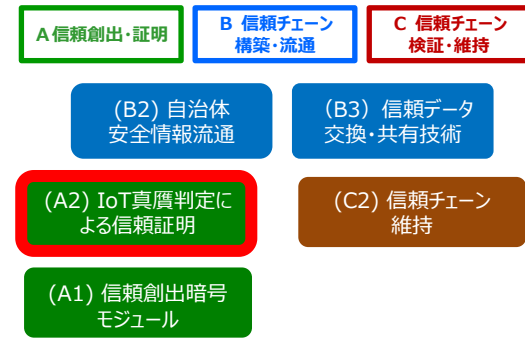 A 信頼創出・証明
B 信頼チェーン
構築・流通
C 信頼チェーン
検証・維持
(B2) 自治体
安全情報流通
（B3）信頼データ
交換・共有技術
(A2) IoT真贋判定に
よる信頼証明
(C2) 信頼チェーン
維持
(A1) 信頼創出暗号
モジュール